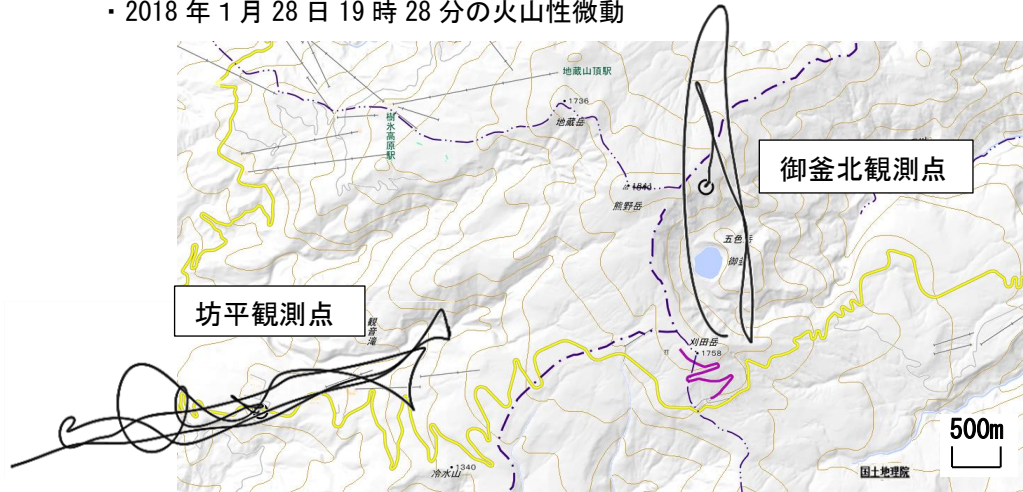 ・2018 年１月 28 日 19 時 28 分の火山性微動
地蔵山頂駅
・1736
地蔵岳
樹氷高原駅
御釜北観測点
1841
熊野岳
五色岳
御釜
坊平観測点
観音滝
刈田岳
・1758
500m
・1340
冷水山
国土地理院